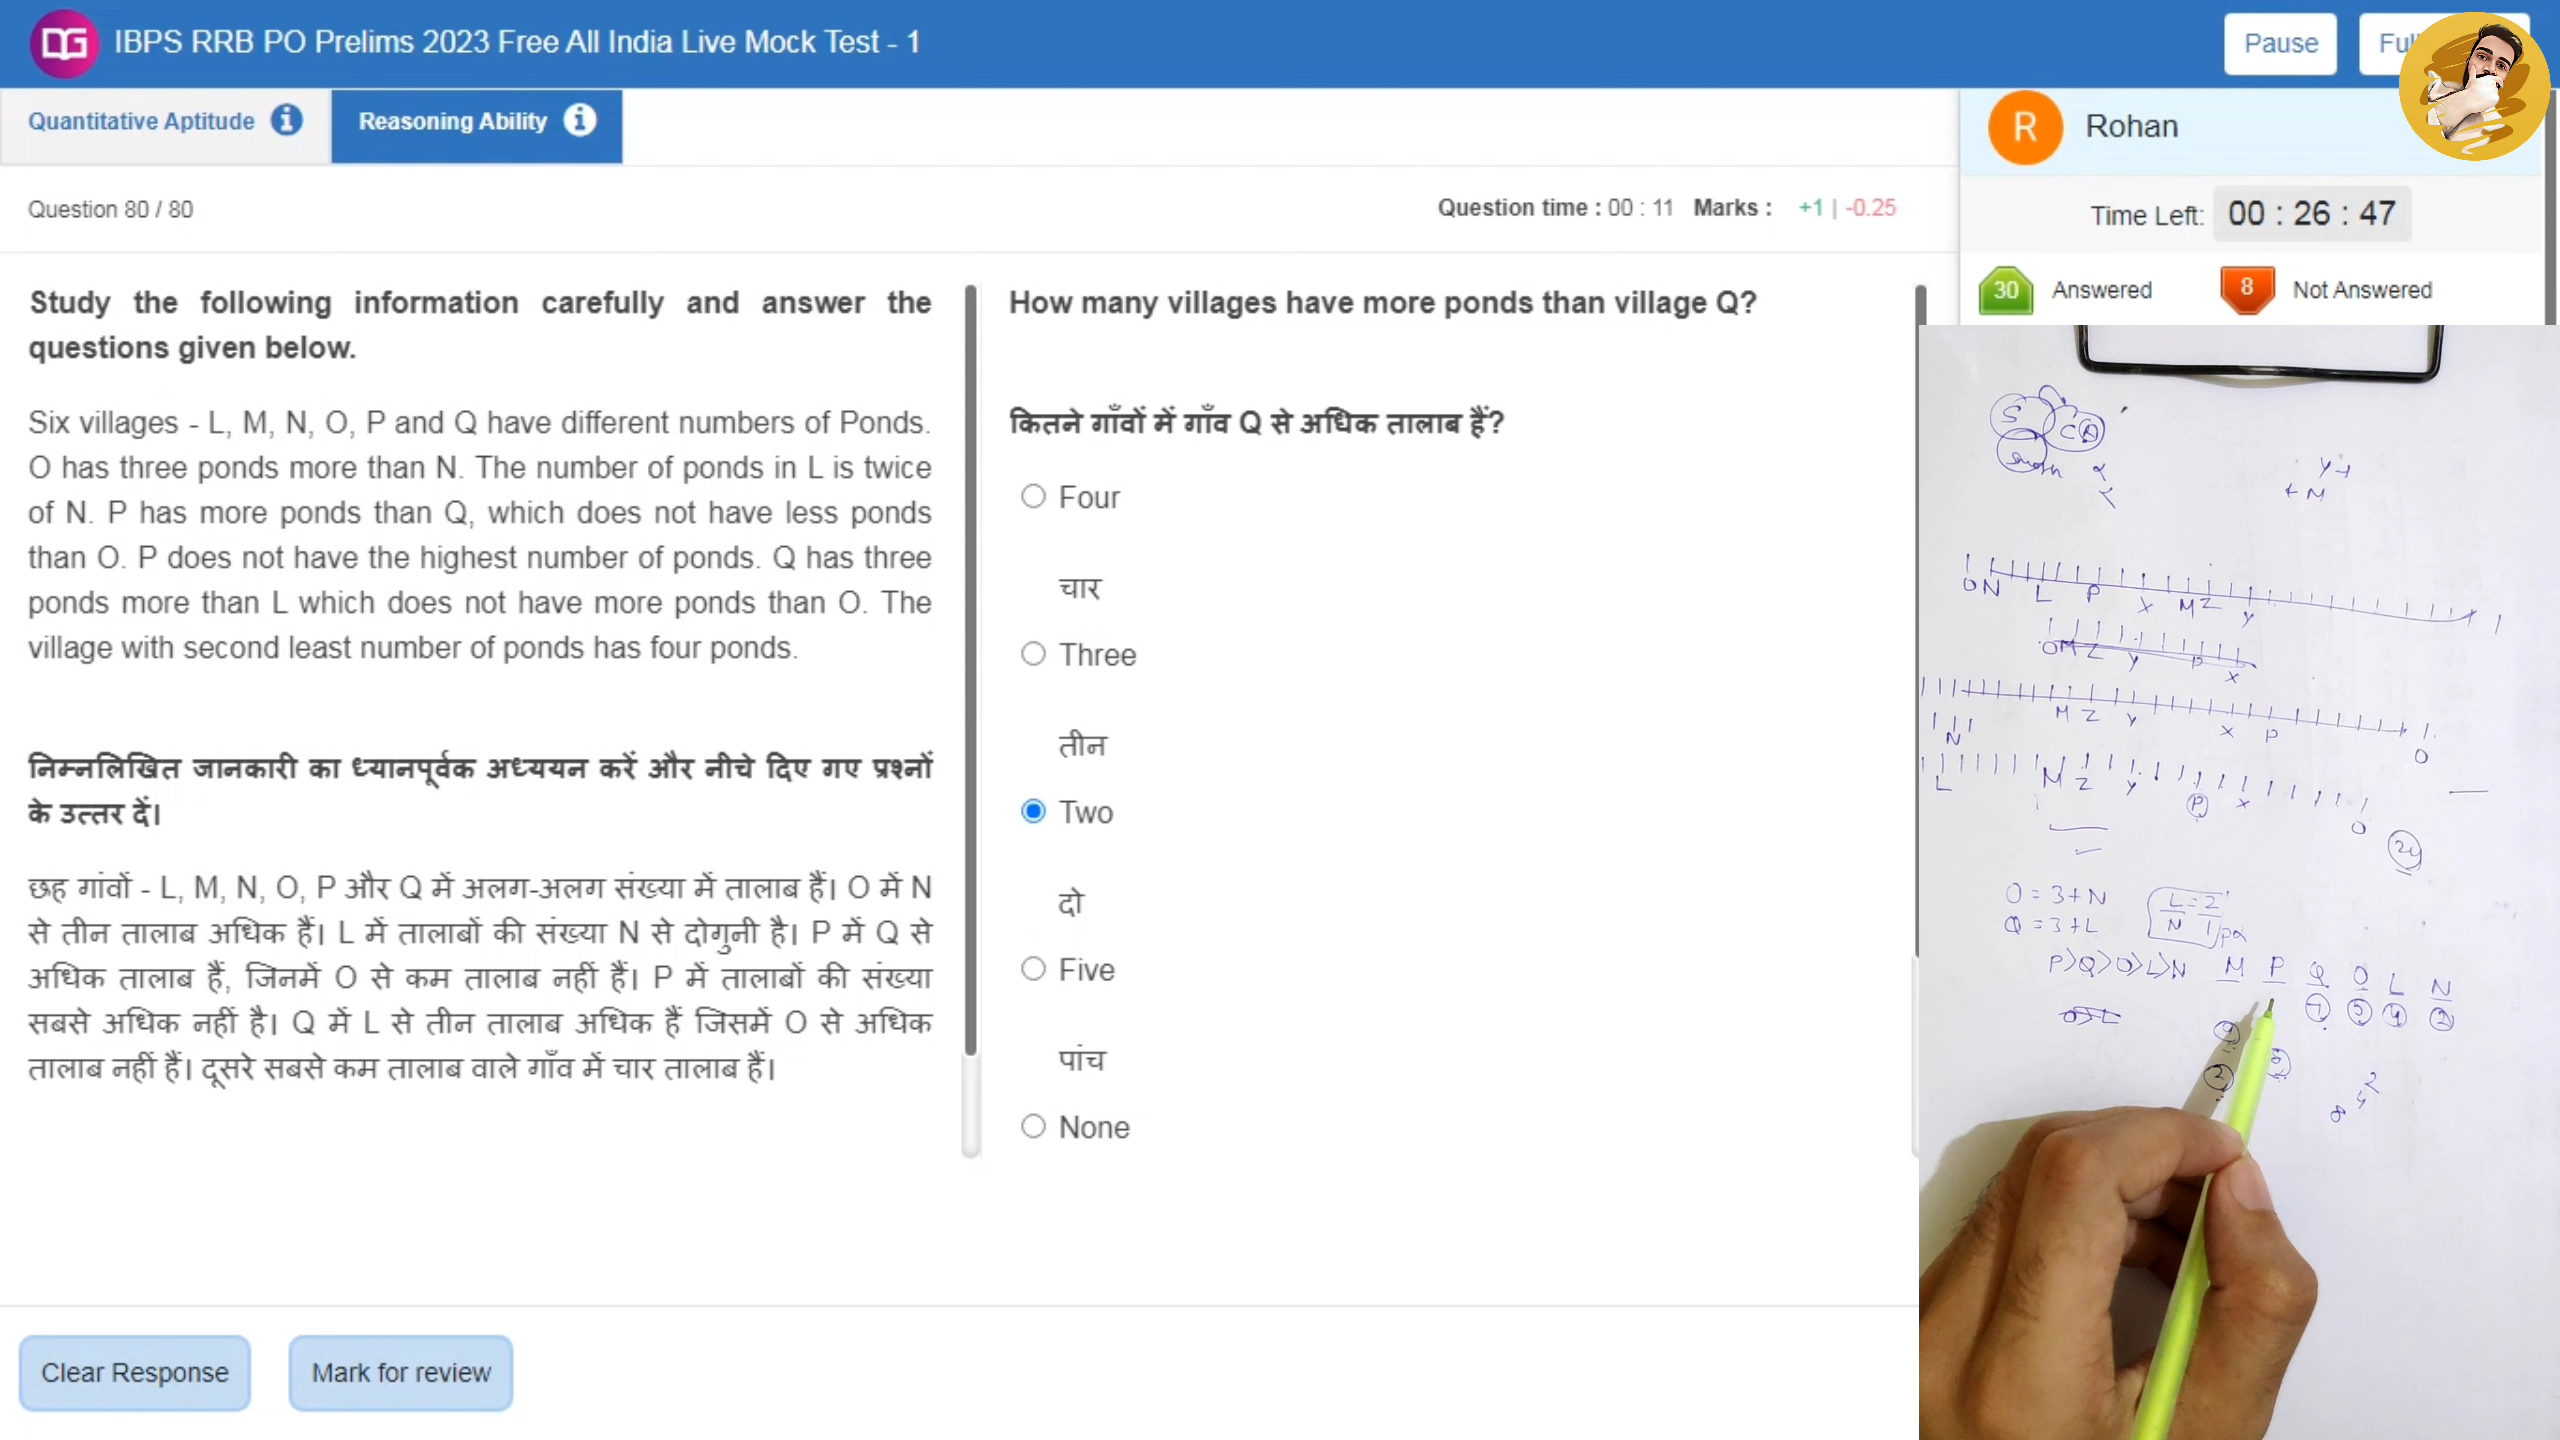 DG
IBPS RRB PO Prelims 2023 Free All India Live Mock Test - 1
Pause
Quantitative Aptitude
Reasoning Ability
R
Rohan
Question 80 / 80
Question time : 00 : 11 Marks : +1 | -0.25
Time Left: 00 : 26 : 47
30 Answered
8 Not Answered
Study the following information carefully and answer the
questions given below.
Six villages - L, M, N, O, P and Q have different numbers of Ponds.
O has three ponds more than N. The number of ponds in L is twice
of N. P has more ponds than Q, which does not have less ponds
than O. P does not have the highest number of ponds. Q has three
ponds more than L which does not have more ponds than O. The
village with second least number of ponds has four ponds.
निम्नलिखित जानकारी का ध्यानपूर्वक अध्ययन करें और नीचे दिए गए प्रश्नों
के उत्तर दें।
छह गांवों - L, M, N, O, P और Q में अलग-अलग संख्या में तालाब हैं। O में N
से तीन तालाब अधिक हैं। L में तालाबों की संख्या N से दोगुनी है। P में Q से
अधिक तालाब हैं, जिनमें O से कम तालाब नहीं हैं। P में तालाबों की संख्या
सबसे अधिक नहीं है। Q में L से तीन तालाब अधिक हैं जिसमें O से अधिक
तालाब नहीं हैं। दूसरे सबसे कम तालाब वाले गाँव में चार तालाब हैं।
How many villages have more ponds than village Q?
कितने गाँवों में गाँव Q से अधिक तालाब हैं?
Four
चार
Three
तीन
Two
दो
Five
पांच
None
Clear Response
Mark for review
O N L P X M Z Y
O M Z Y P X
M Z Y X P O
N
L M Z Y P X O
24
O = 3+N
Q = 3+L
L = 2
N 1
P>Q>O>L>N
M P Q O L N
7 5 4 2